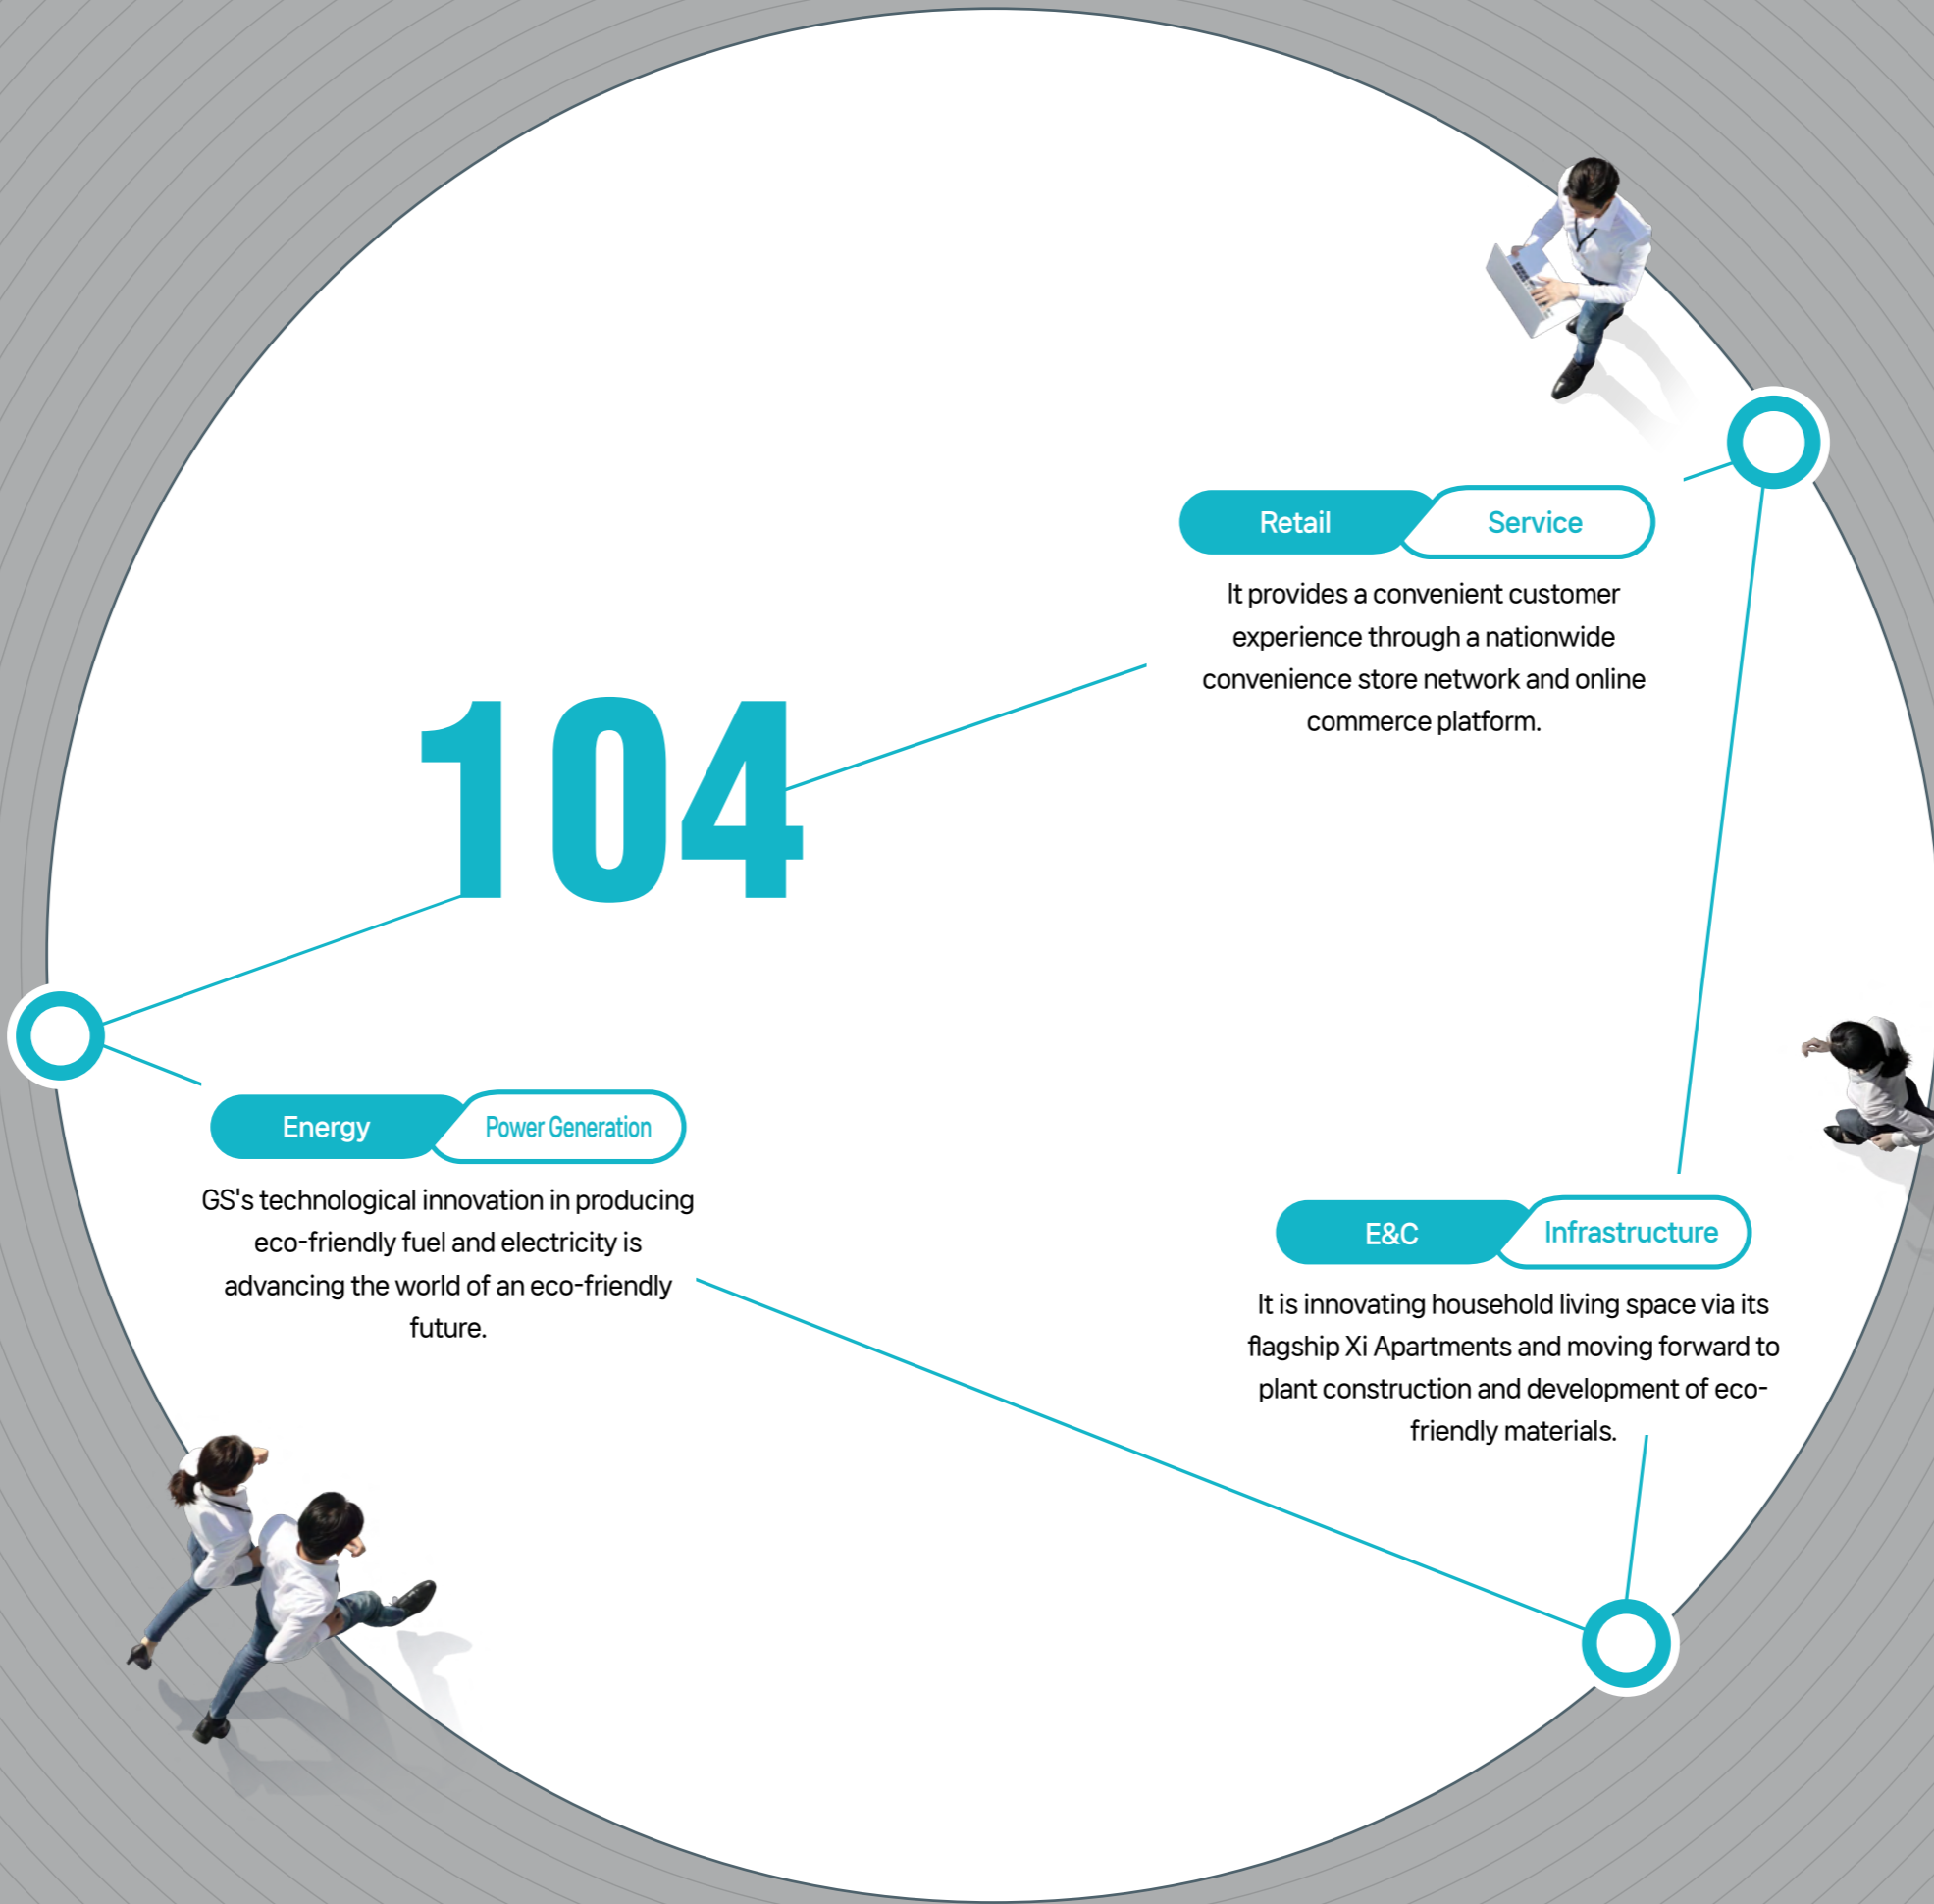 Retail Service
It provides a convenient customer
experience through a nationwide
convenience store network and online
commerce platform.
104
Energy Power Generation
GS's technological innovation in producing
eco-friendly fuel and electricity is
advancing the world of an eco-friendly
future.
E&C Infrastructure
It is innovating household living space via its
flagship Xi Apartments and moving forward to
plant construction and development of eco-
friendly materials.